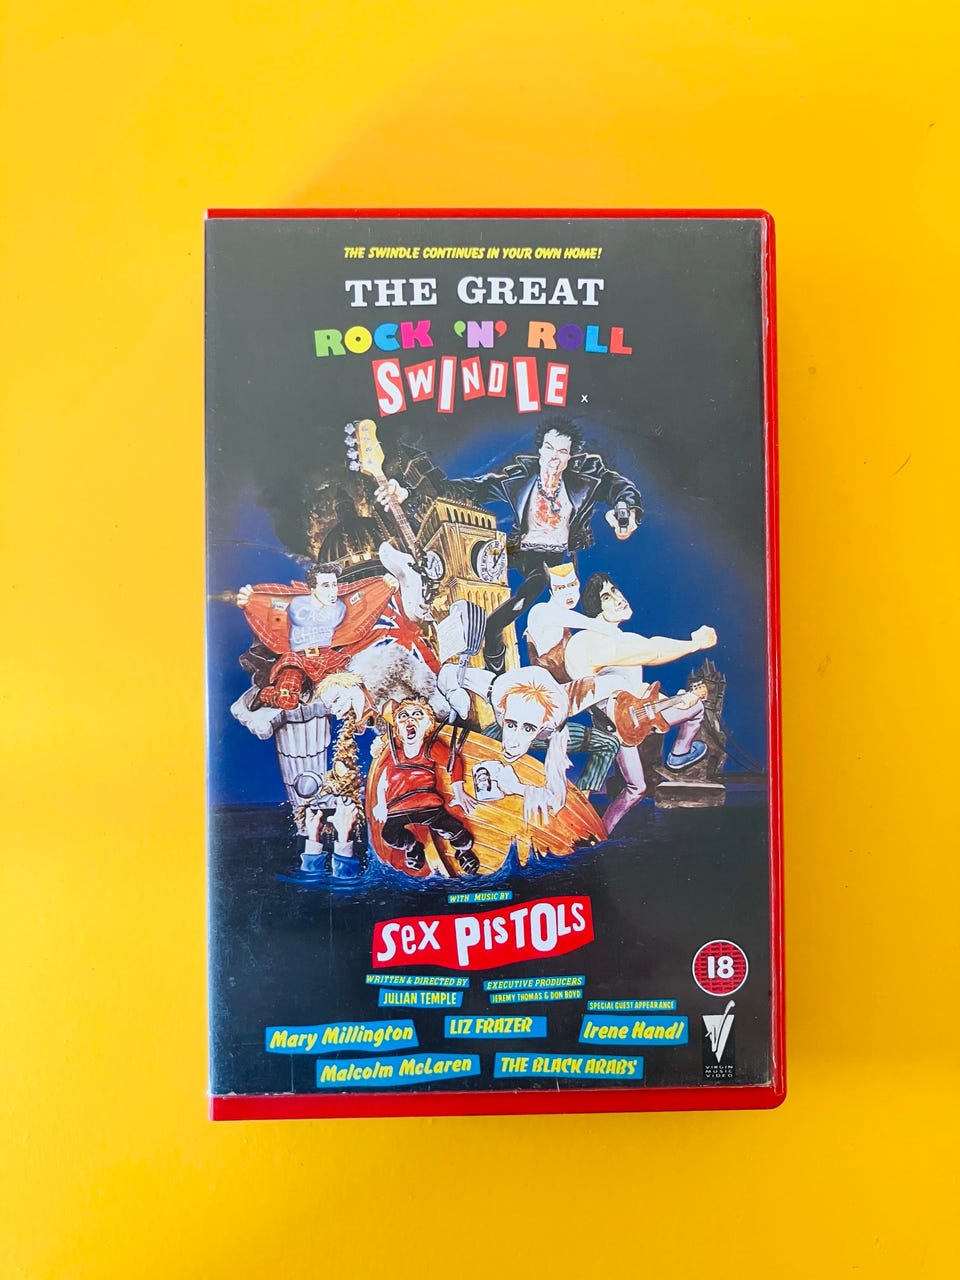 THE SWINDLE CONTINUES IN YOUR OWN HOME!
THE GREAT
ROCK 'N' ROLL
SWINDLE
x
CASH
WITH MUSIC BY
SEX PISTOLS
WRITTEN & DIRECTED BY
JULIAN TEMPLE
EXECUTIVE PRODUCERS
JEREMY THOMAS & DON BOYD
18
SPECIAL GUEST APPEARANCE
Mary Millington
LIZ FRAZER
Irene Handl
Malcolm McLaren
THE BLACK ARABS
VIRGIN
MUSIC
VIDEO